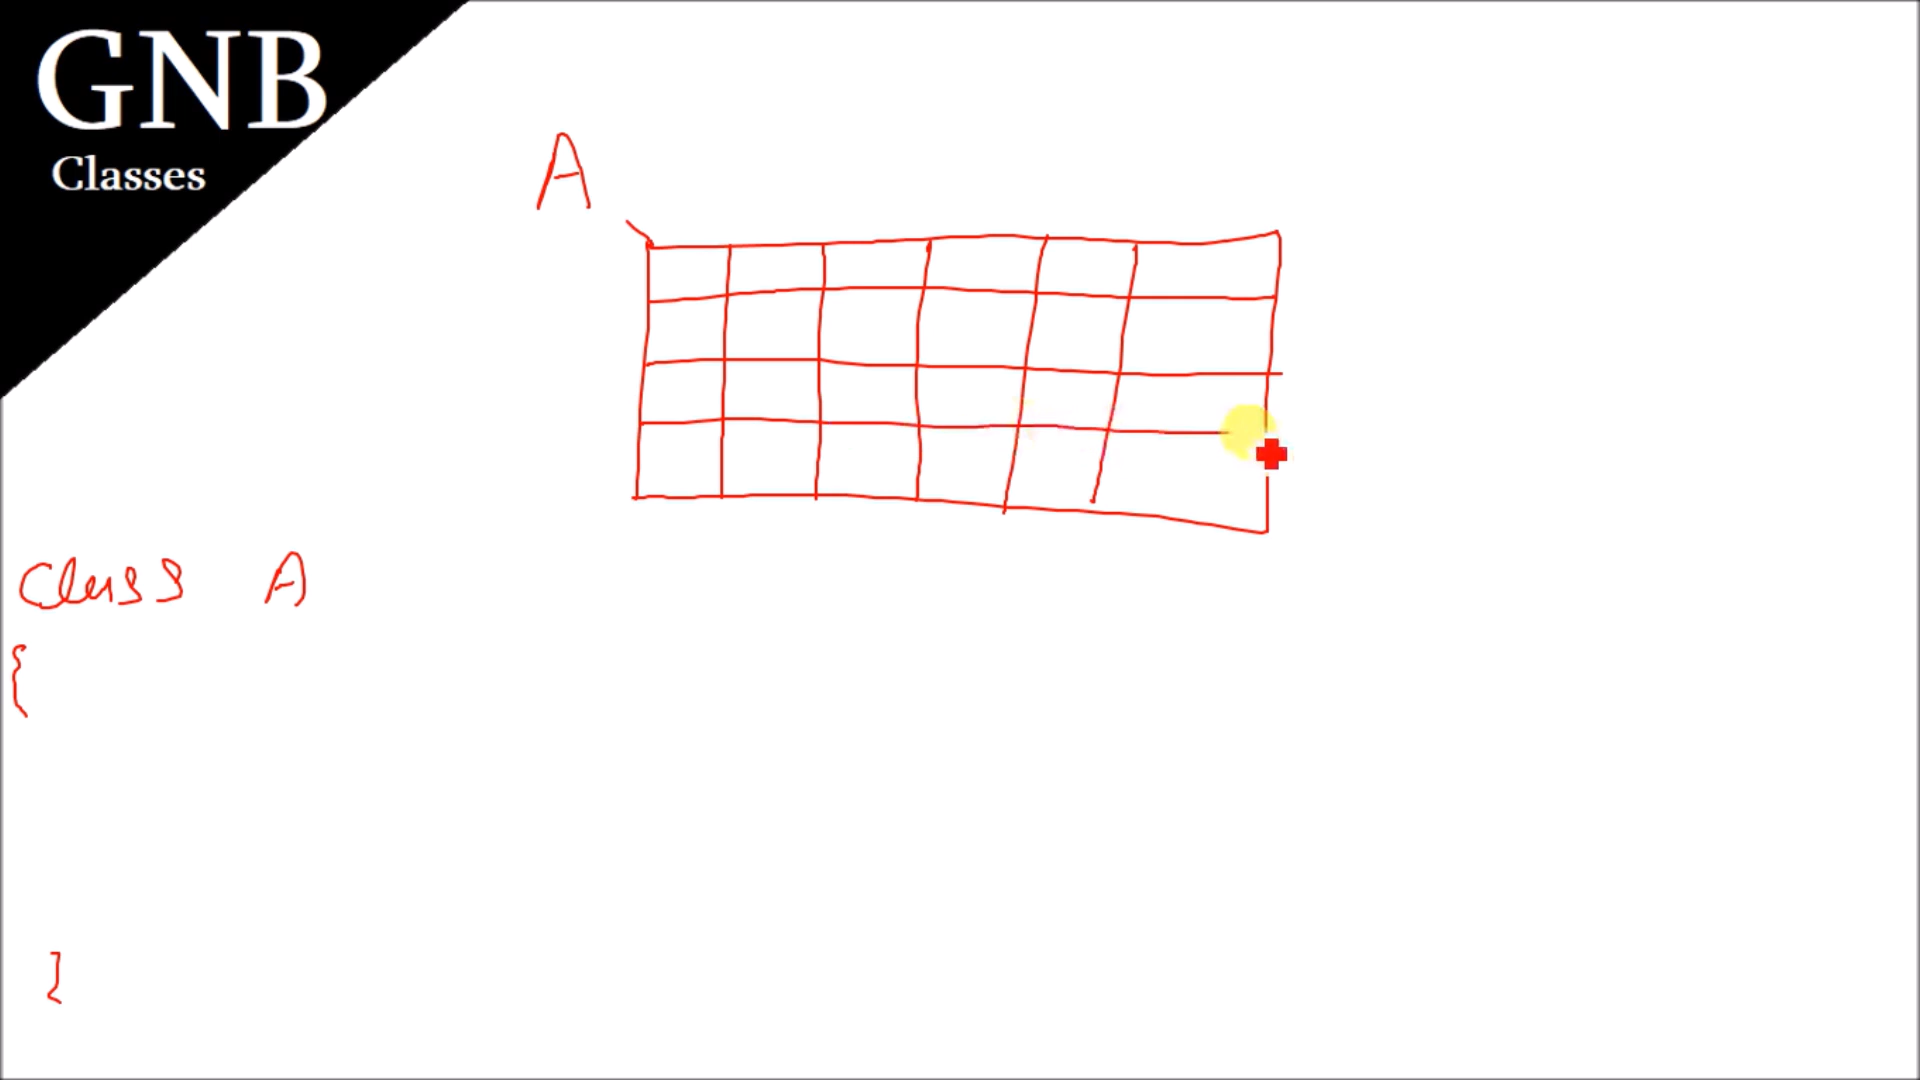 GNB
Classes
A
Class A
{
}